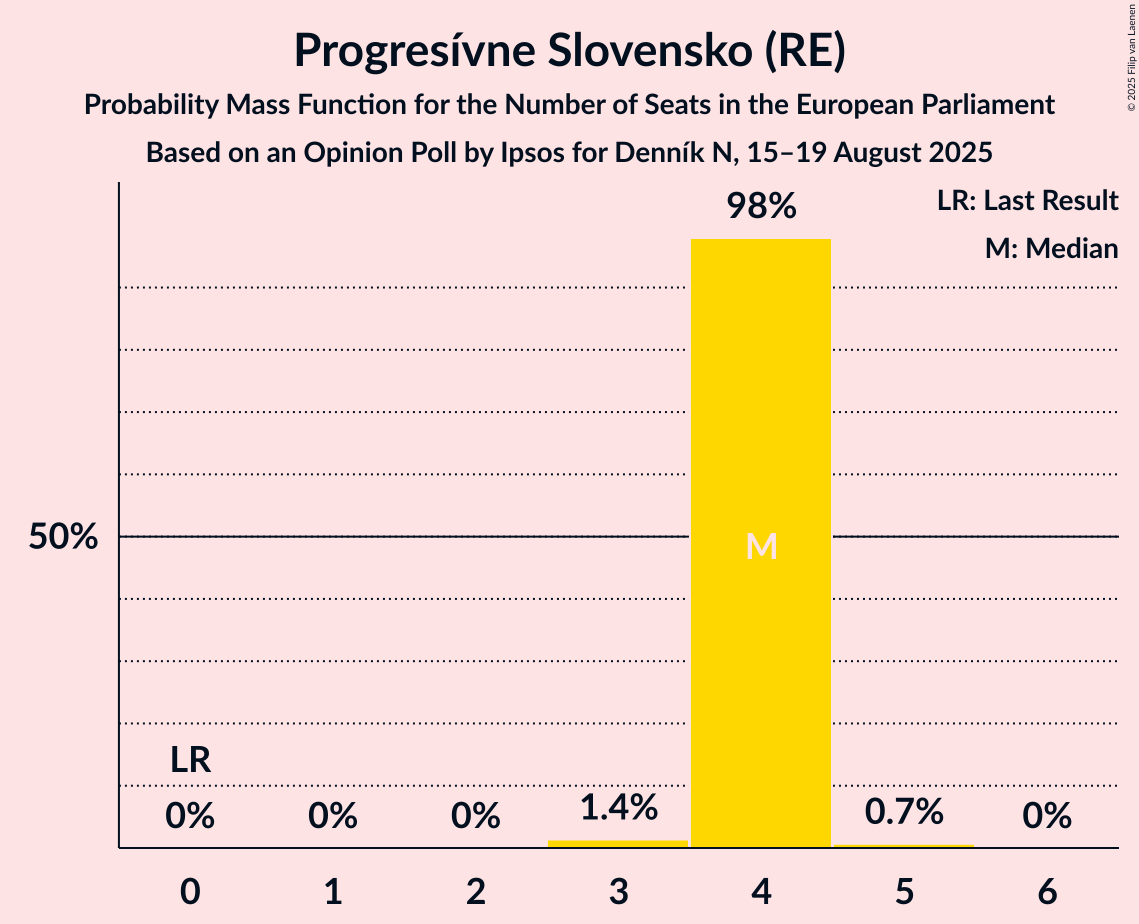 Progresívne Slovensko (RE)
Probability Mass Function for the Number of Seats in the European Parliament
Based on an Opinion Poll by Ipsos for Denník N, 15–19 August 2025
© 2025 Filip van Laenen
LR: Last Result
M: Median
98%
50%
M
LR
0%
0%
0%
1.4%
0.7%
0%
0
1
2
3
4
5
6